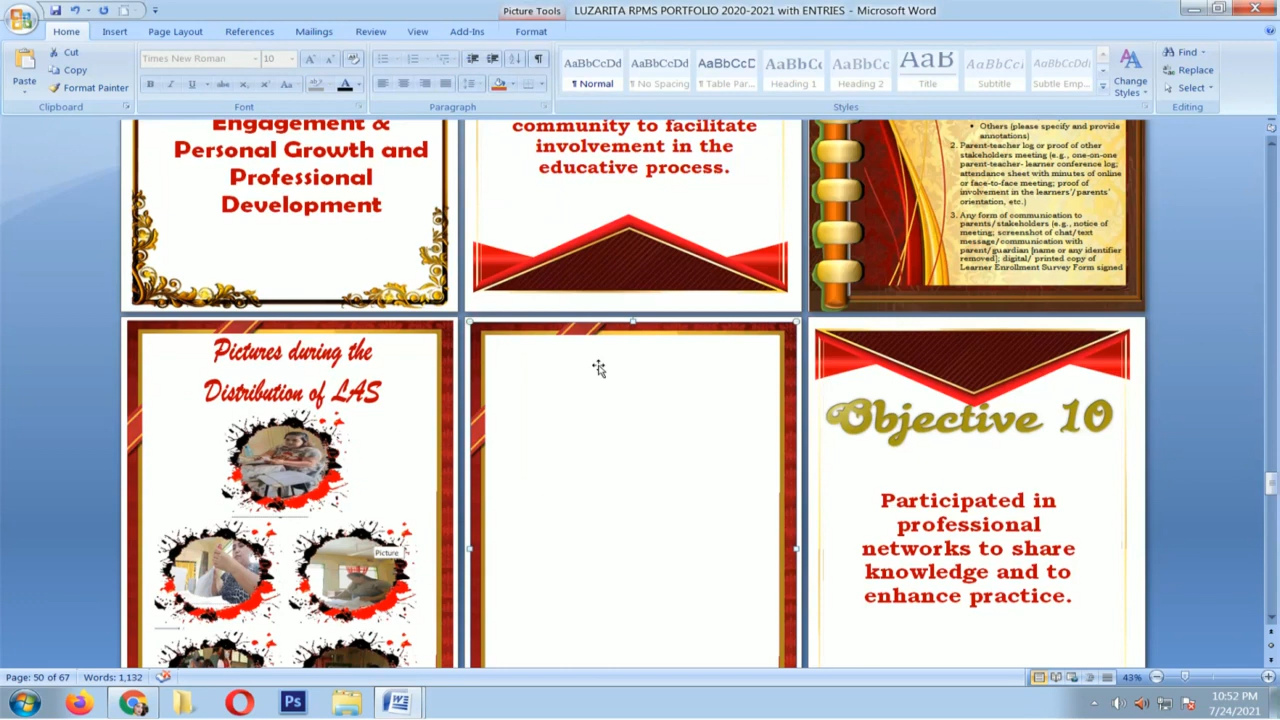 Picture Tools
LUZARITA RPMS PORTFOLIO 2020-2021 with ENTRIES - Microsoft Word
Home
Insert
Page Layout
References
Mailings
Review
View
Add-Ins
Format
Paste
Cut
Copy
Format Painter
Clipboard
Times New Roman
10
Font
Paragraph
AaBbCcDd
¶ Normal
AaBbCcDd
¶ No Spacing
AaBbCcD
¶ Table Par...
AaBbCc
Heading 1
AaBbCc
Heading 2
AaB
Title
AaBbCcI
Subtitle
AaBbCcDd
Subtle Emp...
Styles
Change
Styles
Find
Replace
Select
Editing
Engagement &
Personal Growth and
Professional
Development
community to facilitate
involvement in the
educative process.
• Others (please specify and provide
annotations)
2. Parent-teacher log or proof of other
stakeholders meeting (e.g., one-on-one
parent-teacher- learner conference log;
attendance sheet with minutes of online
or face-to-face meeting; proof of
involvement in the learners'/parents'
orientation, etc.)
3. Any form of communication to
parents/stakeholders (e.g., notice of
meeting; screenshot of chat/text
message/communication with
parent/guardian [name or any identifier
removed]; digital/ printed copy of
Learner Enrollment Survey Form signed
Pictures during the
Distribution of LAS
Picture
Objective 10
Participated in
professional
networks to share
knowledge and to
enhance practice.
Page: 50 of 67
Words: 1,132
43%
Ps
10:52 PM
7/24/2021